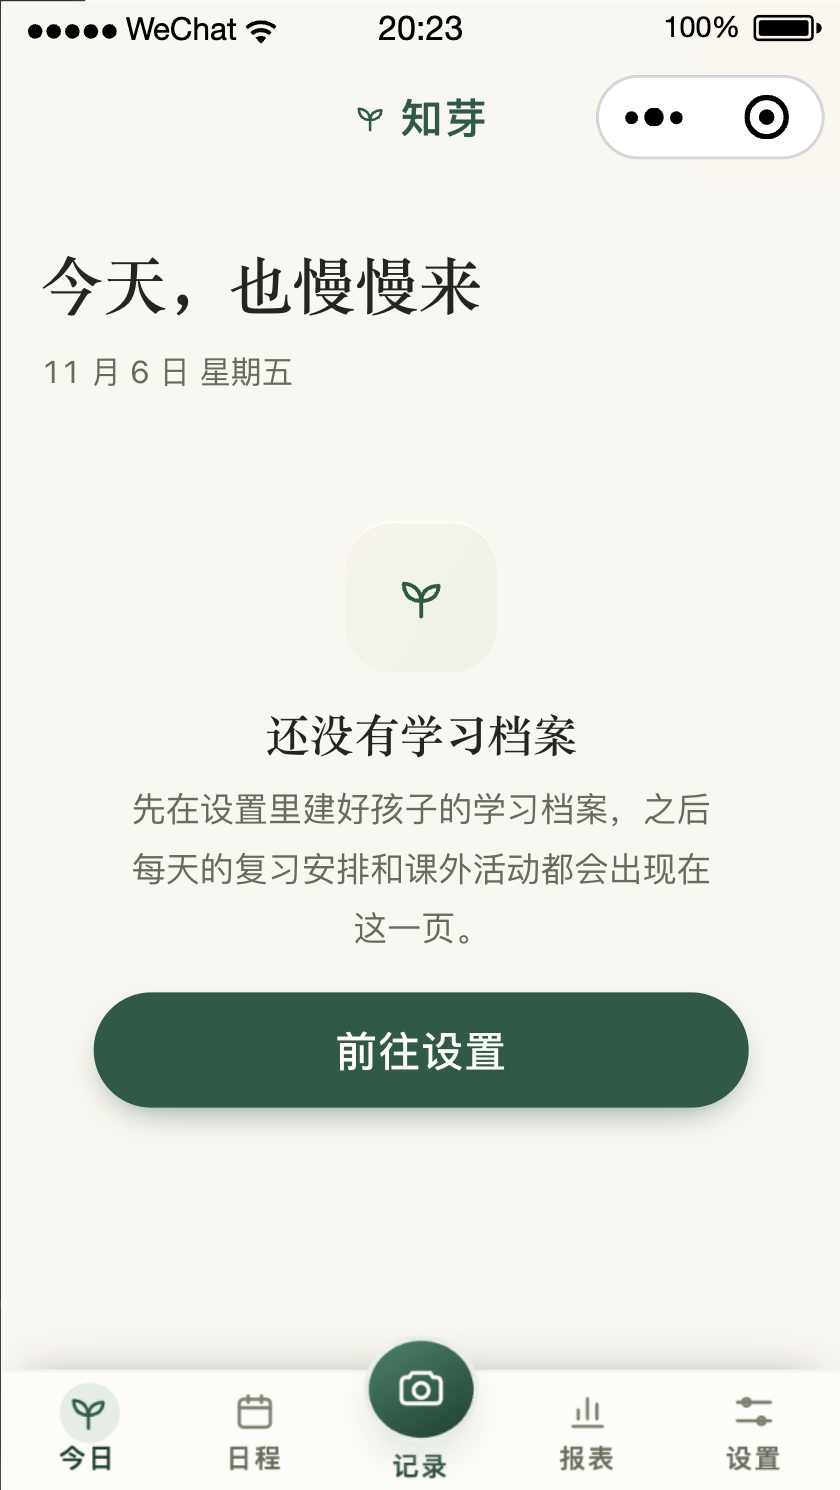 WeChat 20:23 100%
知芽
今天，也慢慢来
11 月 6 日 星期五
还没有学习档案
先在设置里建好孩子的学习档案，之后
每天的复习安排和课外活动都会出现在
这一页。
前往设置
今日 日程 记录 报表 设置